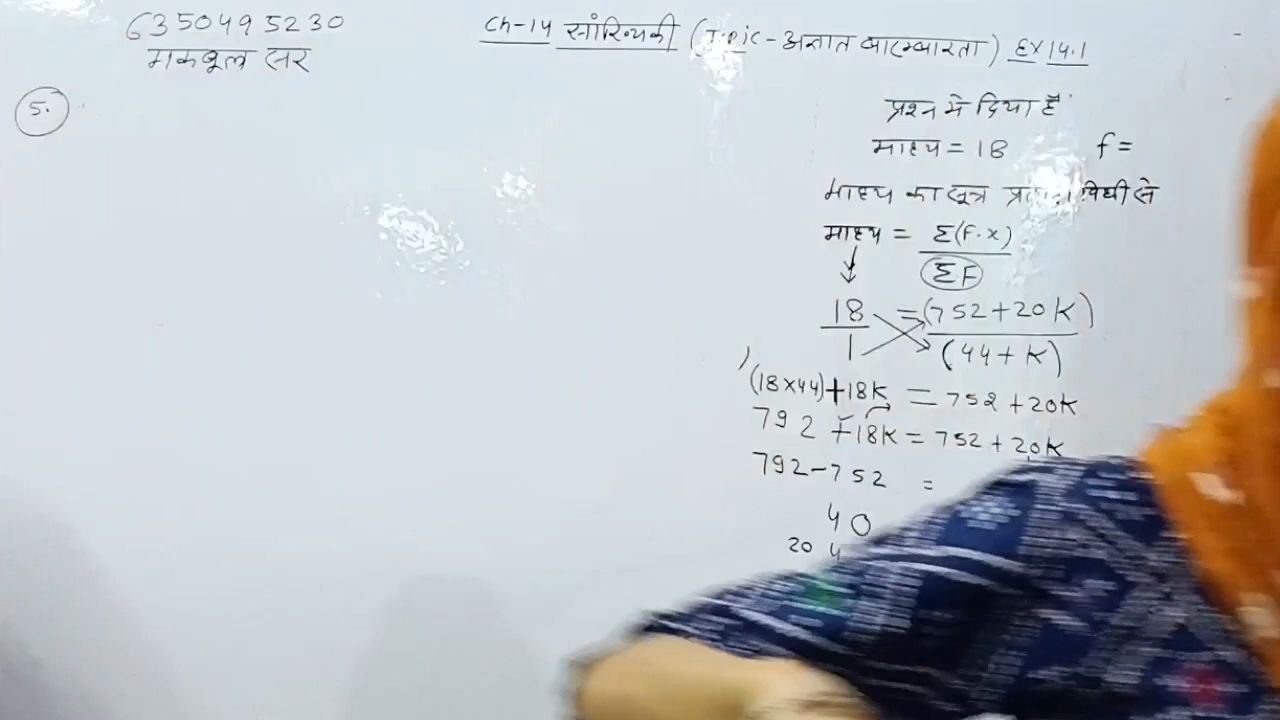 6350495230
मकबूल सर
Ch-14 सांख्यिकी (Topic - अज्ञात बारम्बारता) EX 14.1
5.
प्रश्न में दिया है
माध्य = 18 f =
माध्य का सूत्र विधी से
माध्य = Σ(f.x)
ΣF
18 = (752+20K)
1 (44+K)
(18×44)+18K = 752+20K
792 +18K = 752+20K
792-752 =
40
20